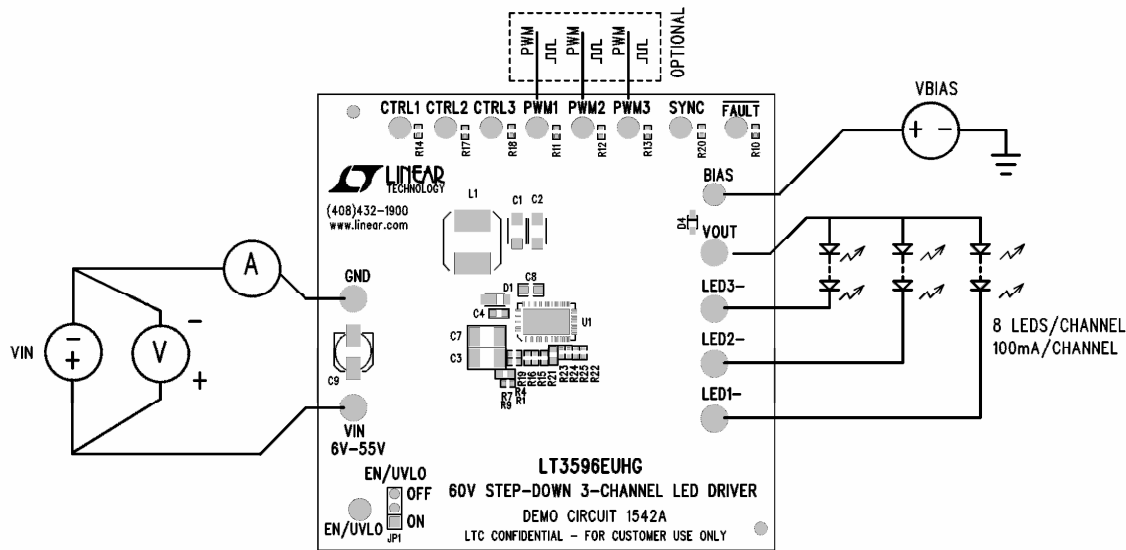 PWM PWM PWM
OPTIONAL
CTRL1 CTRL2 CTRL3 PWM1 PWM2 PWM3 SYNC FAULT
R14 R17 R18 R11 R12 R13 R20 R10
VBIAS
+ -
LINEAR
TECHNOLOGY
(408)432-1900
www.linear.com
L1
C1 C2
BIAS
D4
VOUT
A
GND
C8
D1
C4
U1
LED3-
8 LEDS/CHANNEL
100mA/CHANNEL
VIN
-
+
V
-
+
C7
C3
C9
R19 R16 R15 R21 R23 R24 R25 R22
R4
R1
R7
R9
LED2-
LED1-
VIN
6V-55V
LT3596EUHG
60V STEP-DOWN 3-CHANNEL LED DRIVER
DEMO CIRCUIT 1542A
LTC CONFIDENTIAL - FOR CUSTOMER USE ONLY
EN/UVLO
OFF
ON
EN/UVLO
JP1